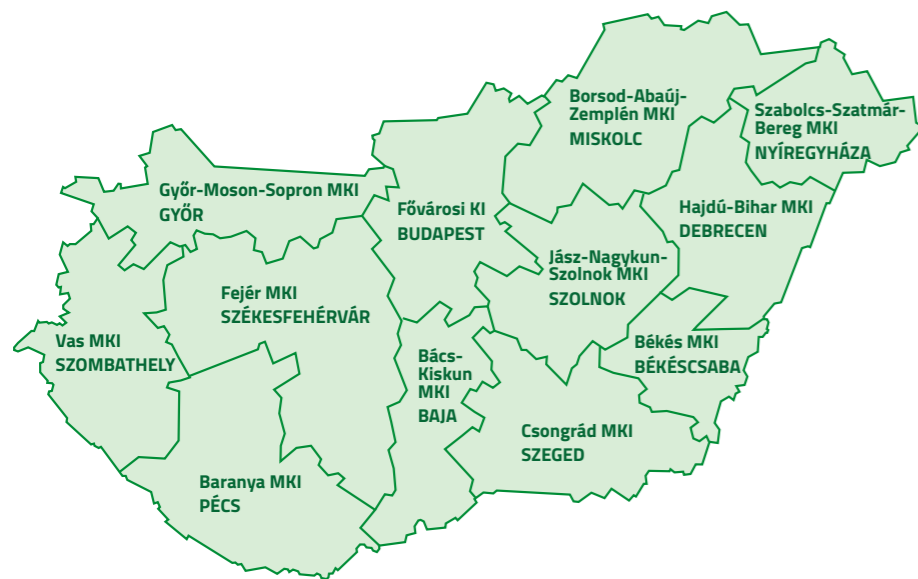 Borsod-Abaúj-
Zemplén MKI
MISKOLC
Szabolcs-Szatmár-
Bereg MKI
NYÍREGYHÁZA
Győr-Moson-Sopron MKI
GYŐR
Fővárosi KI
BUDAPEST
Hajdú-Bihar MKI
DEBRECEN
Jász-Nagykun-
Szolnok MKI
SZOLNOK
Fejér MKI
SZÉKESFEHÉRVÁR
Vas MKI
SZOMBATHELY
Bács-
Kiskun
MKI
BAJA
Békés MKI
BÉKÉSCSABA
Csongrád MKI
SZEGED
Baranya MKI
PÉCS